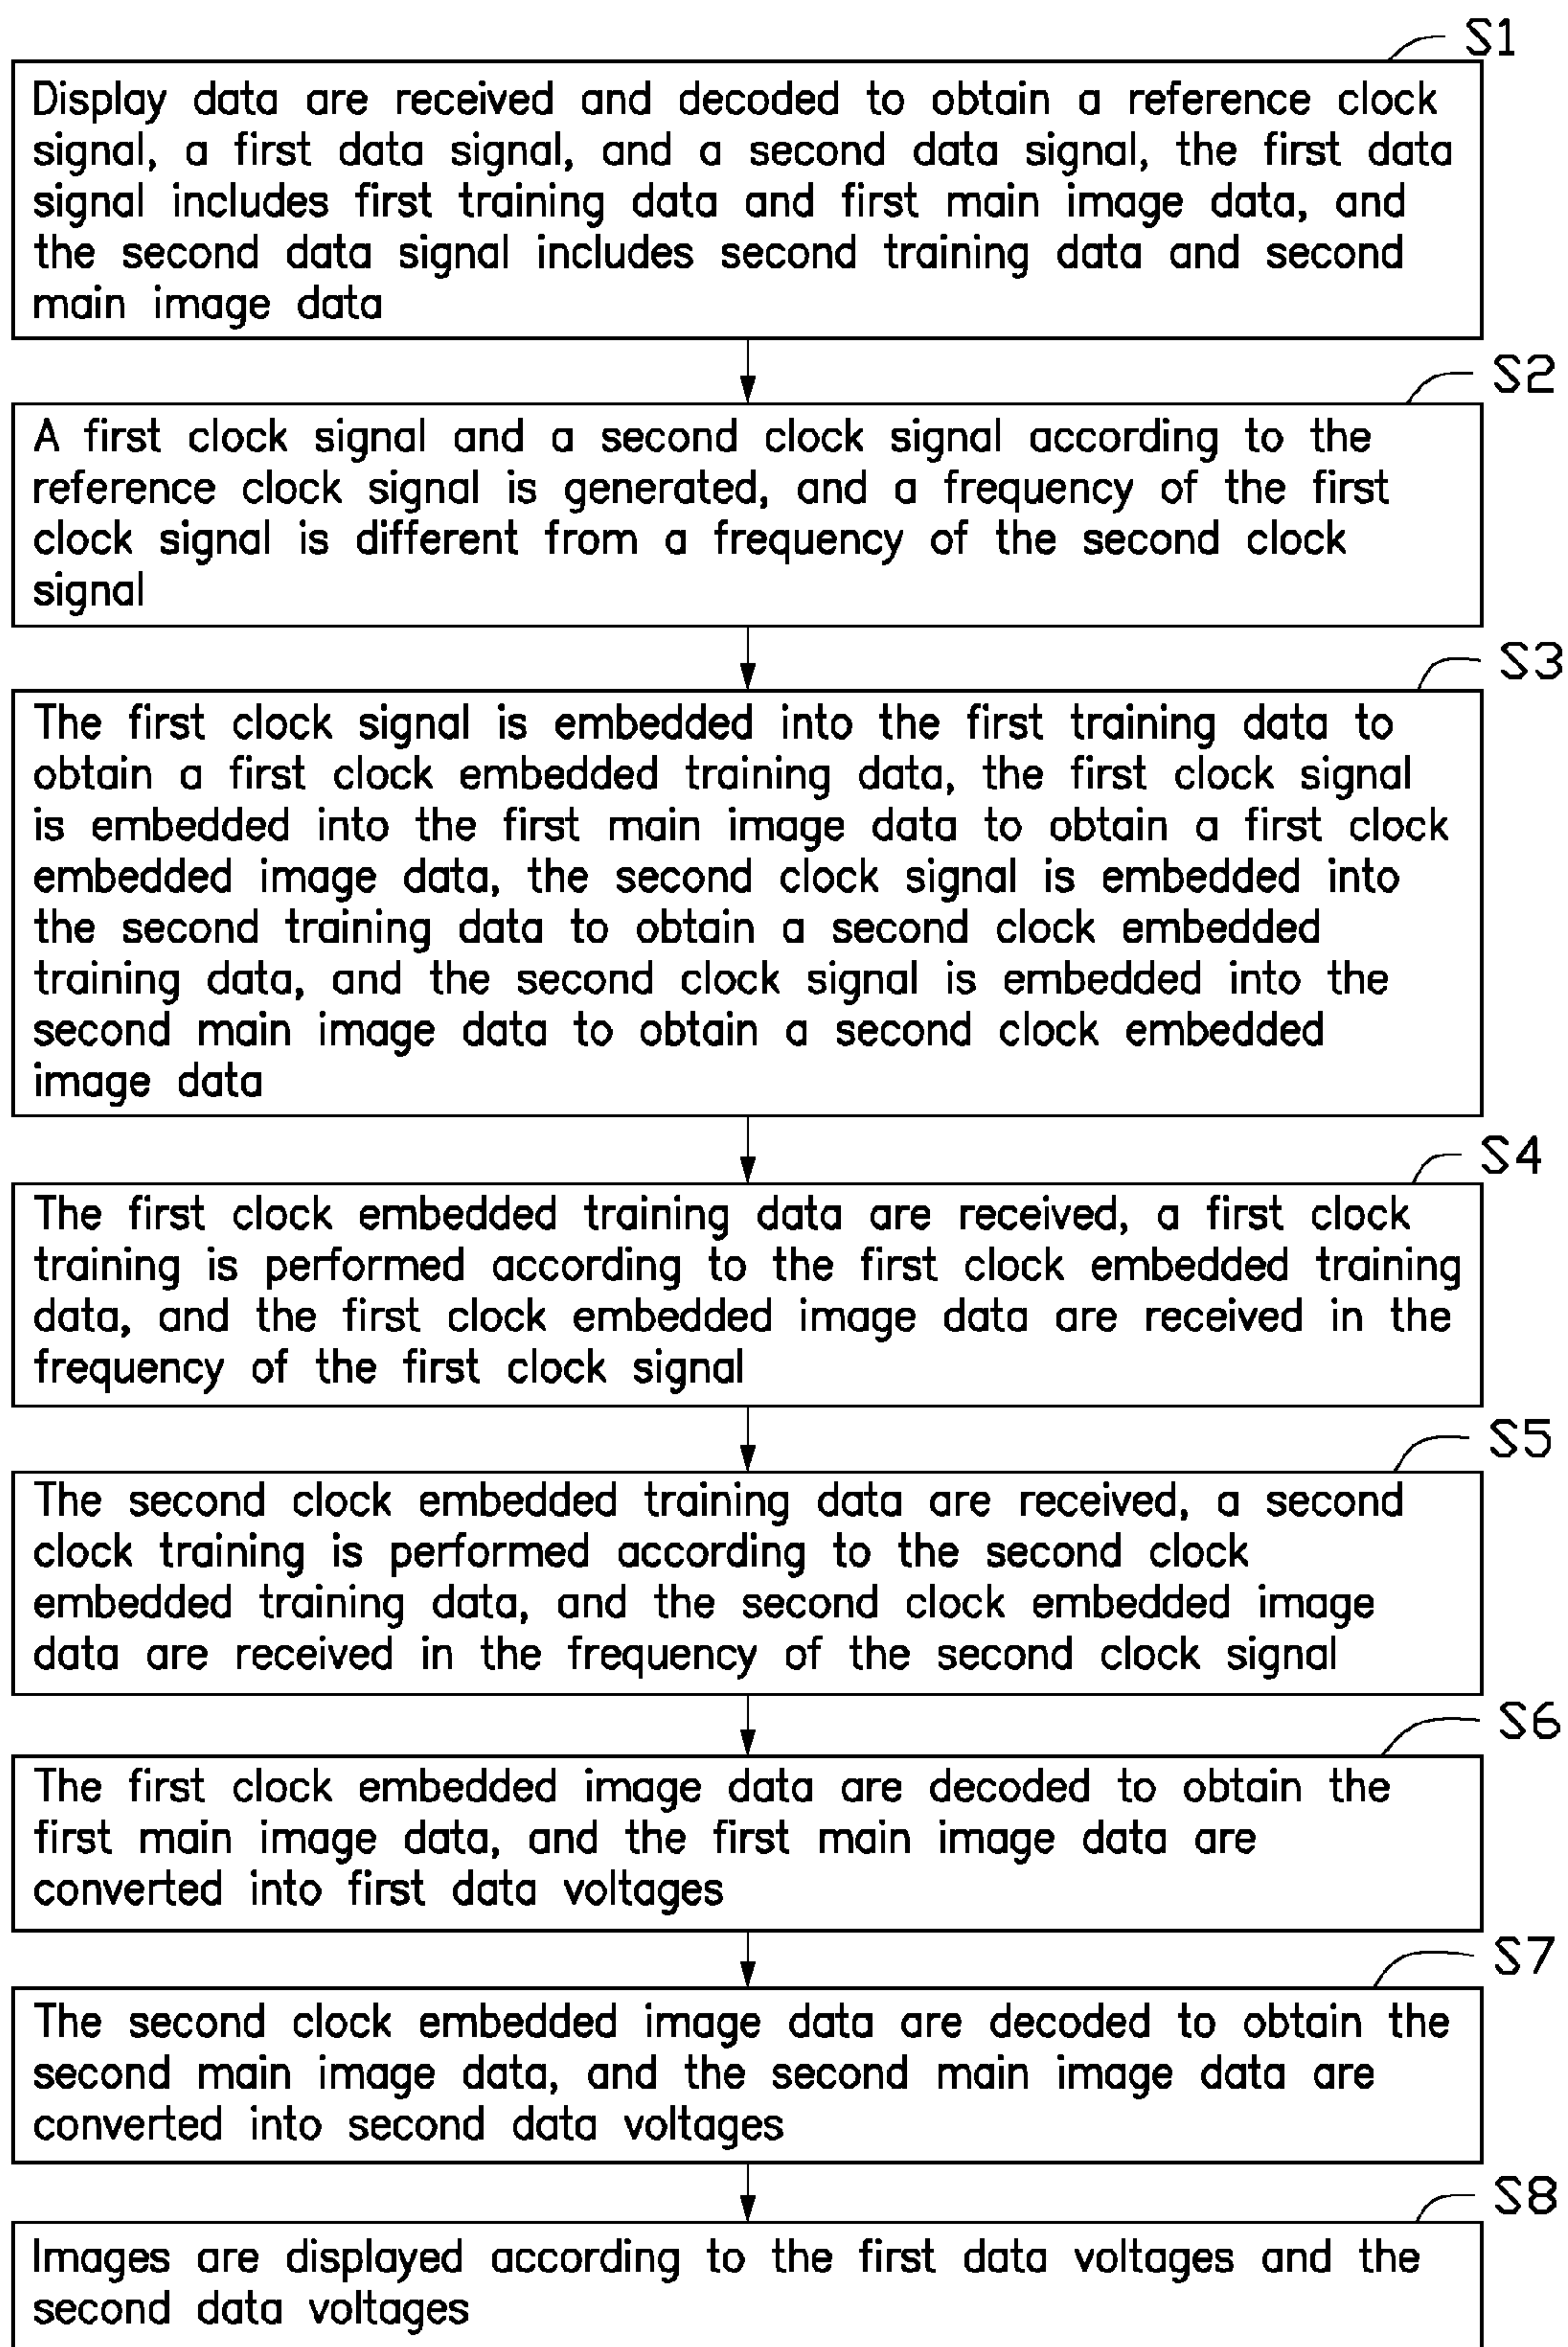 S1
Display data are received and decoded to obtain a reference clock
signal, a first data signal, and a second data signal, the first data
signal includes first training data and first main image data, and
the second data signal includes second training data and second
main image data
S2
A first clock signal and a second clock signal according to the
reference clock signal is generated, and a frequency of the first
clock signal is different from a frequency of the second clock
signal
S3
The first clock signal is embedded into the first training data to
obtain a first clock embedded training data, the first clock signal
is embedded into the first main image data to obtain a first clock
embedded image data, the second clock signal is embedded into
the second training data to obtain a second clock embedded
training data, and the second clock signal is embedded into the
second main image data to obtain a second clock embedded
image data
S4
The first clock embedded training data are received, a first clock
training is performed according to the first clock embedded training
data, and the first clock embedded image data are received in the
frequency of the first clock signal
S5
The second clock embedded training data are received, a second
clock training is performed according to the second clock
embedded training data, and the second clock embedded image
data are received in the frequency of the second clock signal
S6
The first clock embedded image data are decoded to obtain the
first main image data, and the first main image data are
converted into first data voltages
S7
The second clock embedded image data are decoded to obtain the
second main image data, and the second main image data are
converted into second data voltages
S8
Images are displayed according to the first data voltages and the
second data voltages